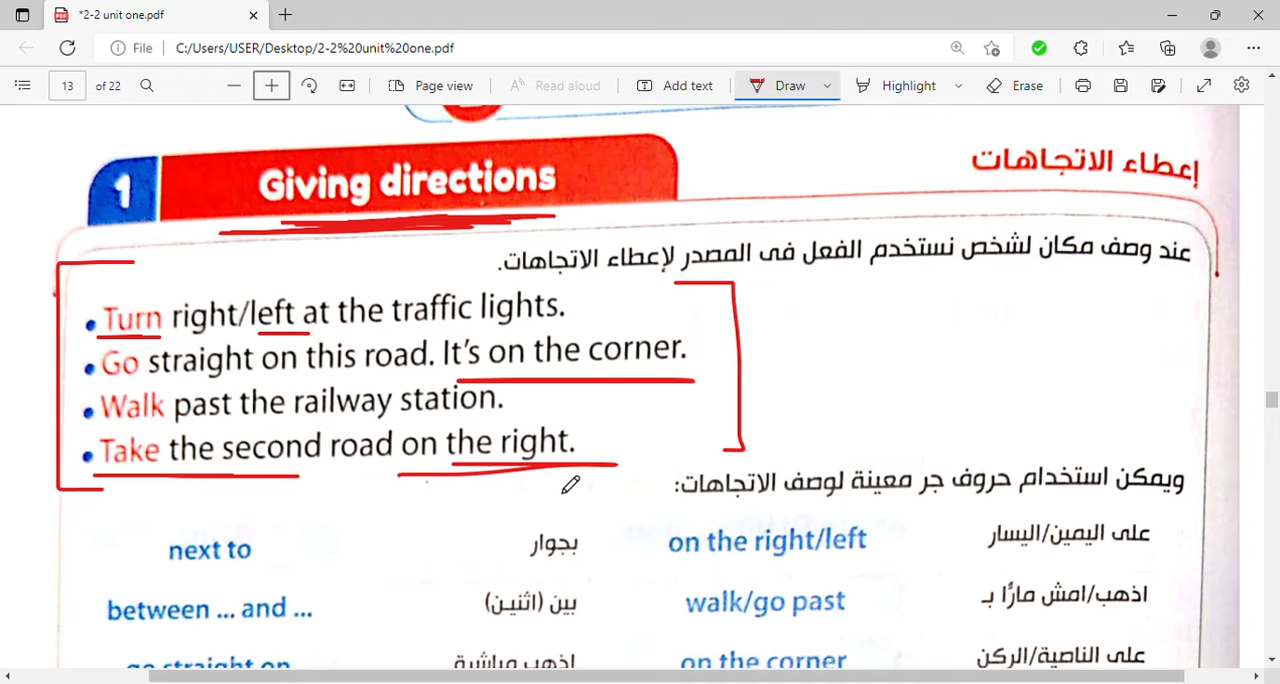 *2-2 unit one.pdf
File C:/Users/USER/Desktop/2-2%20unit%20one.pdf
13 of 22 Page view Read aloud Add text Draw Highlight Erase
1 Giving directions
إعطاء الاتجاهات
عند وصف مكان لشخص نستخدم الفعل فى المصدر لإعطاء الاتجاهات.
• Turn right/left at the traffic lights.
• Go straight on this road. It's on the corner.
• Walk past the railway station.
• Take the second road on the right.
ويمكن استخدام حروف جر معينة لوصف الاتجاهات:
next to بجوار on the right/left على اليمين/اليسار
between ... and ... بين (اثنين) walk/go past اذهب/امش مارًا بـ
go straight on اذهب مباشرة on the corner على الناصية/الركن